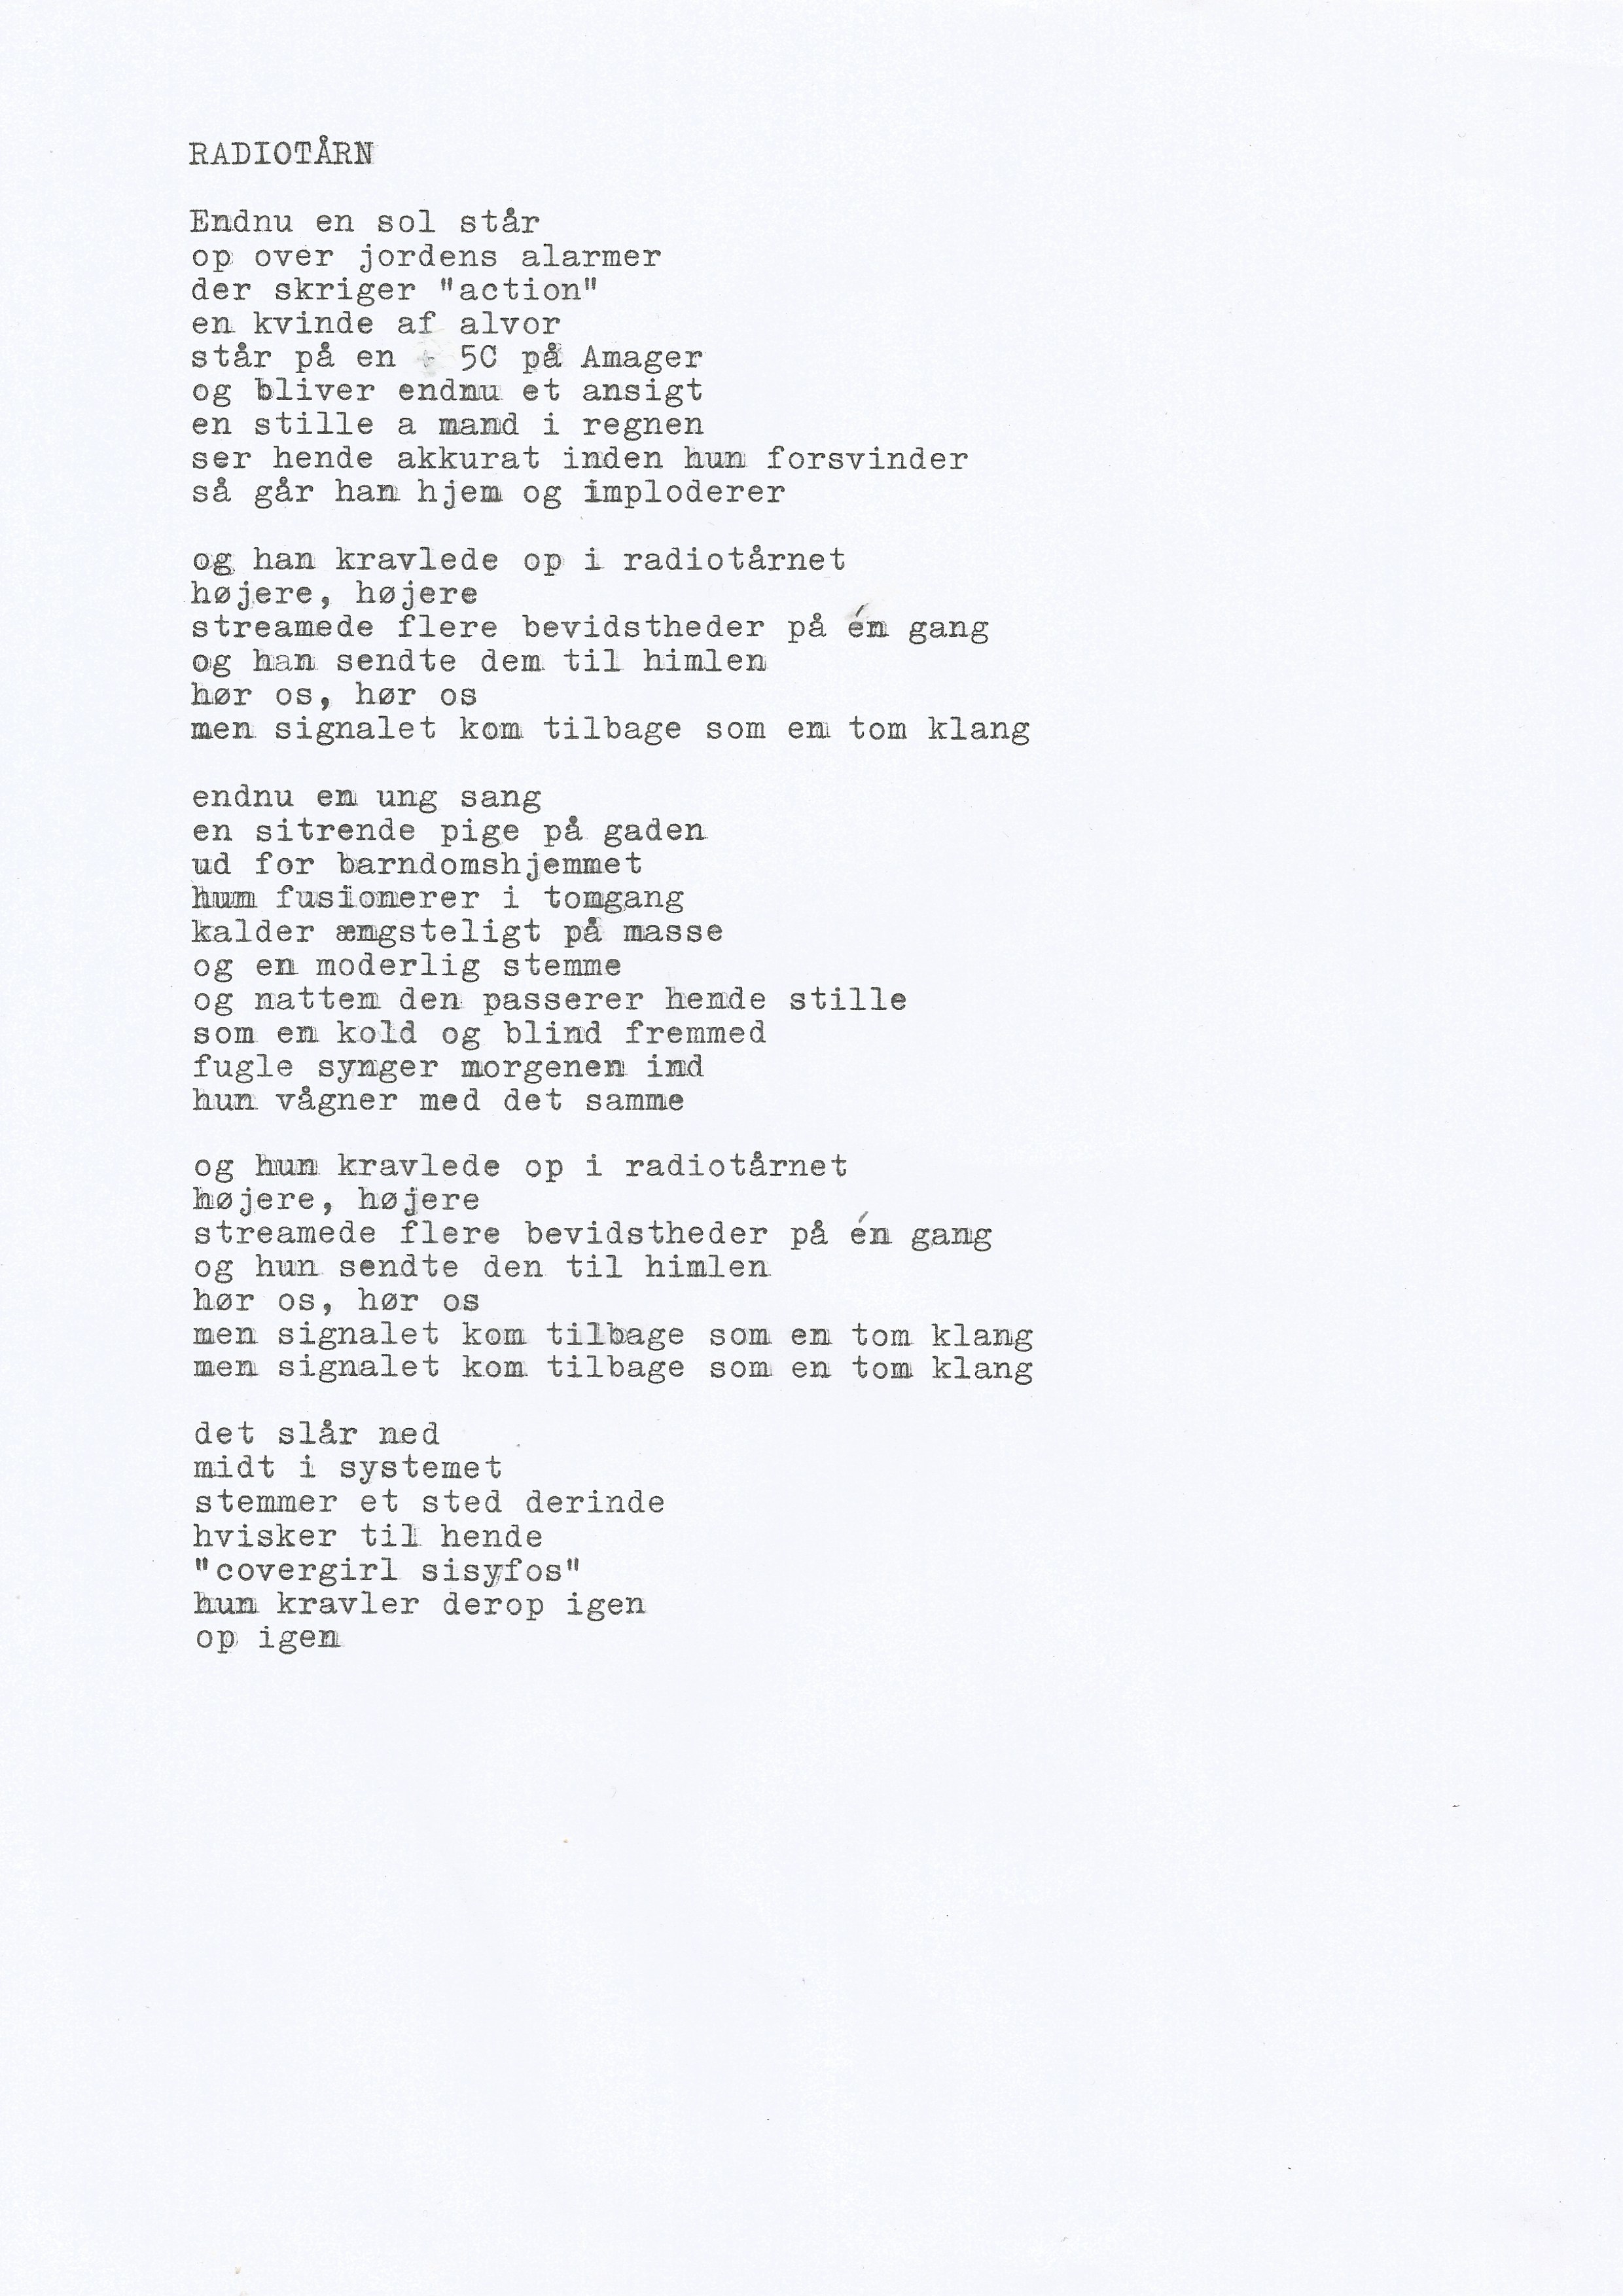 RADIOTÅRN
Endnu en sol står
op over jordens alarmer
der skriger "action"
en kvinde af alvor
står på en 5C på Amager
og bliver endnu et ansigt
en stille a mand i regnen
ser hende akkurat inden hun forsvinder
så går han hjem og imploderer
og han kravlede op i radiotårnet
højere, højere
streamede flere bevidstheder på én gang
og han sendte dem til himlen
hør os, hør os
men signalet kom tilbage som en tom klang
endnu en ung sang
en sitrende pige på gaden
ud for barndomshjemmet
hun fusionerer i tomgang
kalder ængsteligt på masse
og en moderlig stemme
og natten den passerer hende stille
som en kold og blind fremmed
fugle synger morgenen ind
hun vågner med det samme
og hun kravlede op i radiotårnet
højere, højere
streamede flere bevidstheder på én gang
og hun sendte den til himlen
hør os, hør os
men signalet kom tilbage som en tom klang
men signalet kom tilbage som en tom klang
det slår ned
midt i systemet
stemmer et sted derinde
hvisker til hende
"covergirl sisyfos"
hun kravler derop igen
op igen